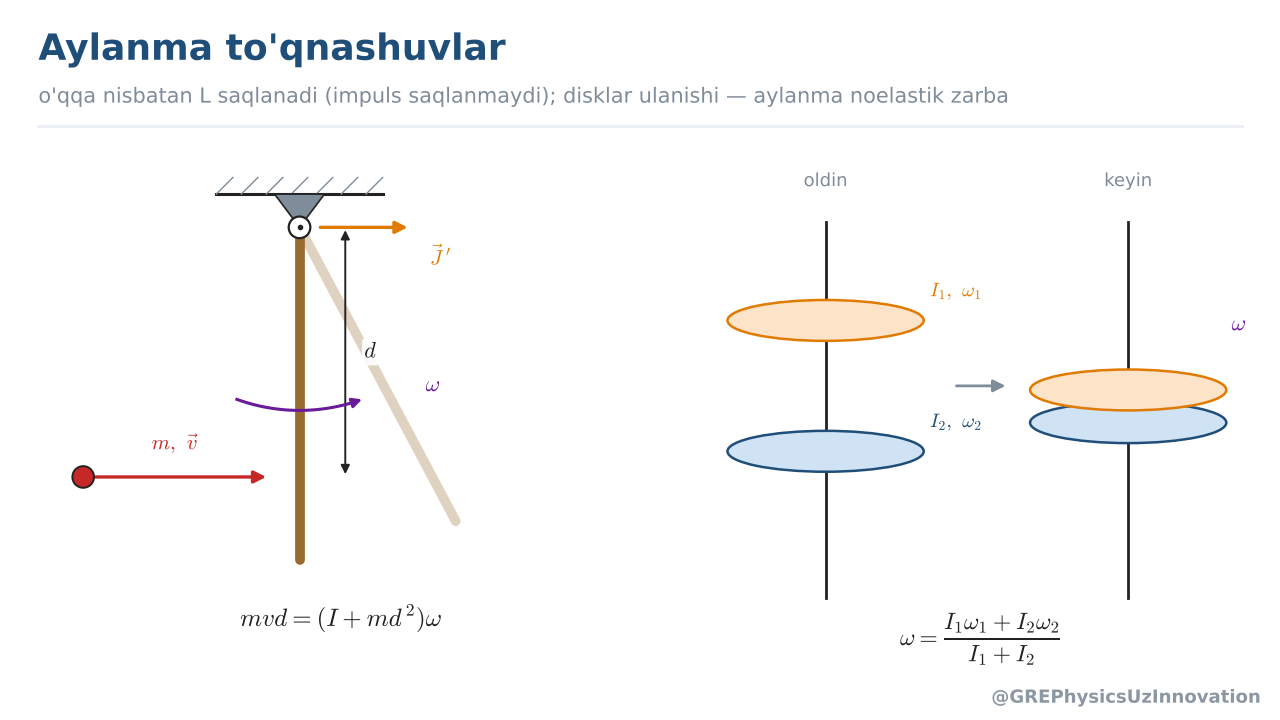 Aylanma to'qnashuvlar
o'qqa nisbatan L saqlanadi (impuls saqlanmaydi); disklar ulanishi — aylanma noelastik zarba
oldin
keyin
J⃗ ′
I₁, ω₁
ω
d
ω
I₂, ω₂
m, v⃗
mvd = (I + md²)ω
ω = (I₁ω₁ + I₂ω₂) / (I₁ + I₂)
@GREPhysicsUzInnovation